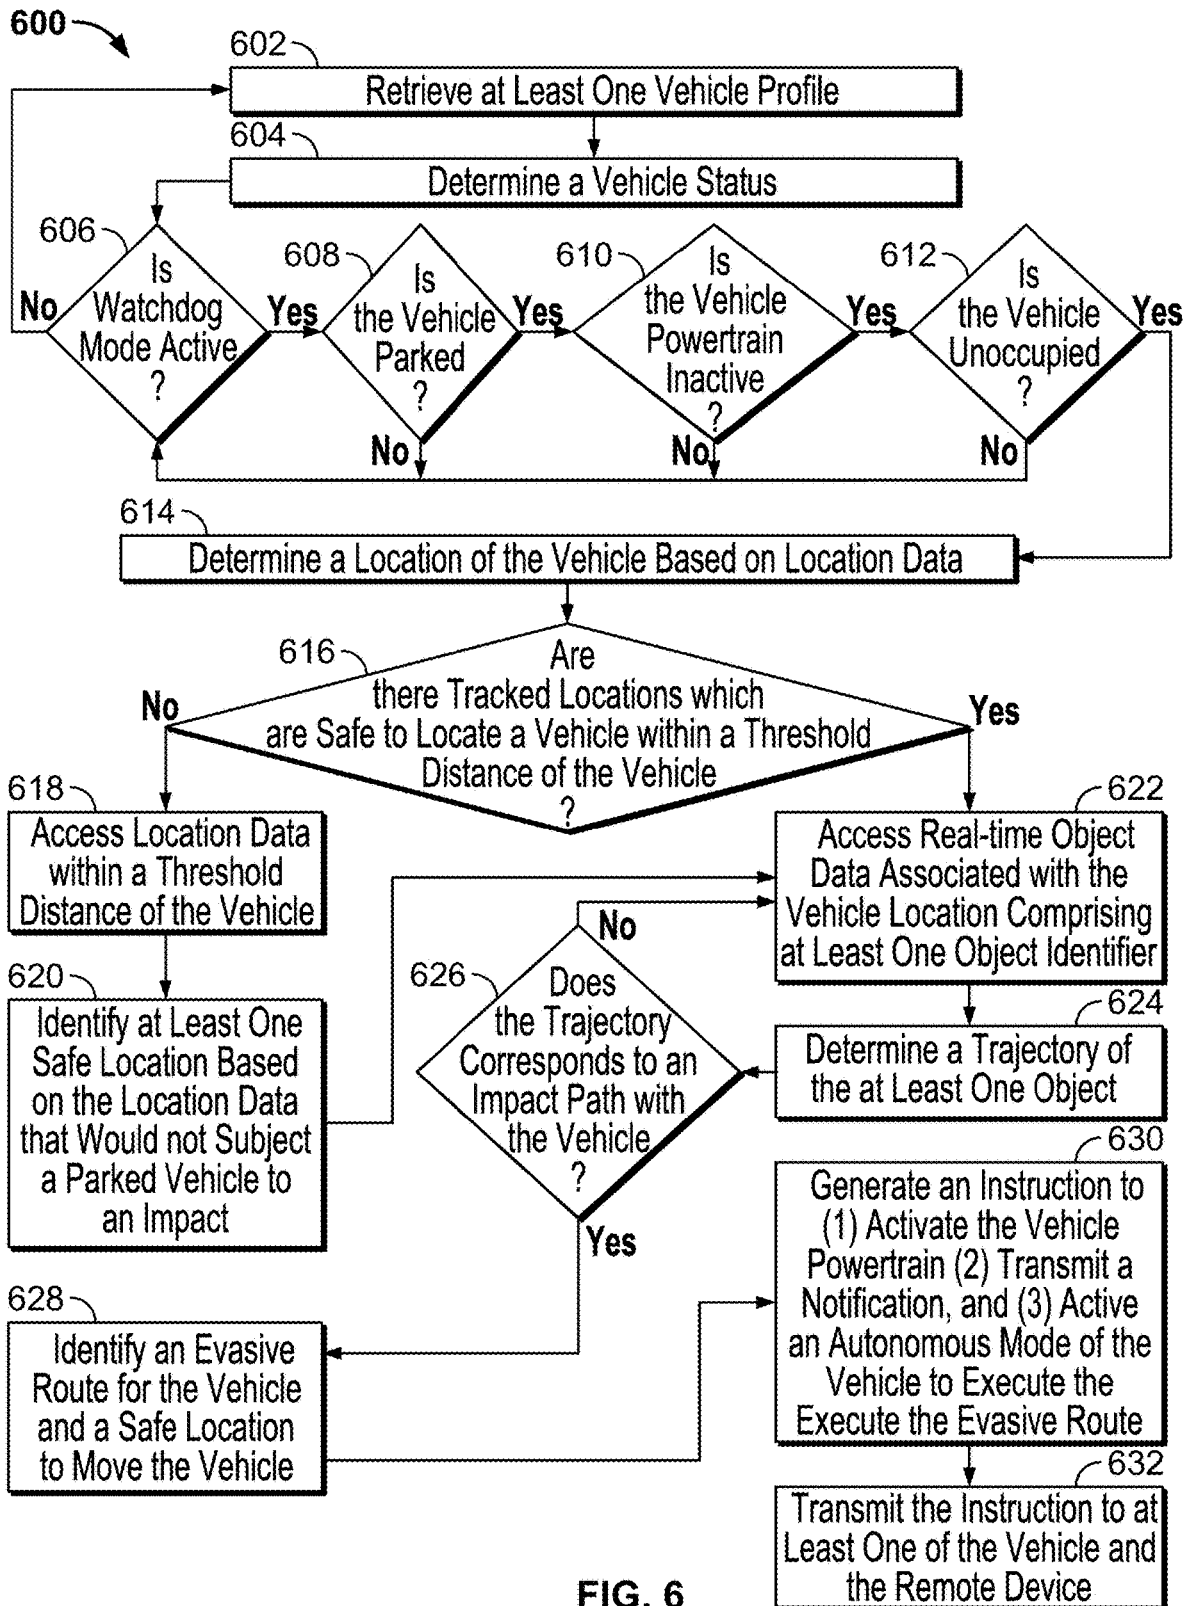 600
602
Retrieve at Least One Vehicle Profile
604
Determine a Vehicle Status
606
Is
Watchdog
Mode Active
?
No
Yes
608
Is
the Vehicle
Parked
?
Yes
No
610
Is
the Vehicle
Powertrain
Inactive
?
Yes
No
612
Is
the Vehicle
Unoccupied
?
Yes
No
614
Determine a Location of the Vehicle Based on Location Data
616
Are
there Tracked Locations which
are Safe to Locate a Vehicle within a Threshold
Distance of the Vehicle
?
No
Yes
618
Access Location Data
within a Threshold
Distance of the Vehicle
620
Identify at Least One
Safe Location Based
on the Location Data
that Would not Subject
a Parked Vehicle to
an Impact
622
Access Real-time Object
Data Associated with the
Vehicle Location Comprising
at Least One Object Identifier
624
Determine a Trajectory of
the at Least One Object
626
No
Does
the Trajectory
Corresponds to an
Impact Path with
the Vehicle
?
Yes
628
Identify an Evasive
Route for the Vehicle
and a Safe Location
to Move the Vehicle
630
Generate an Instruction to
(1) Activate the Vehicle
Powertrain (2) Transmit a
Notification, and (3) Active
an Autonomous Mode of the
Vehicle to Execute the
Execute the Evasive Route
632
Transmit the Instruction to at
Least One of the Vehicle and
the Remote Device
FIG. 6